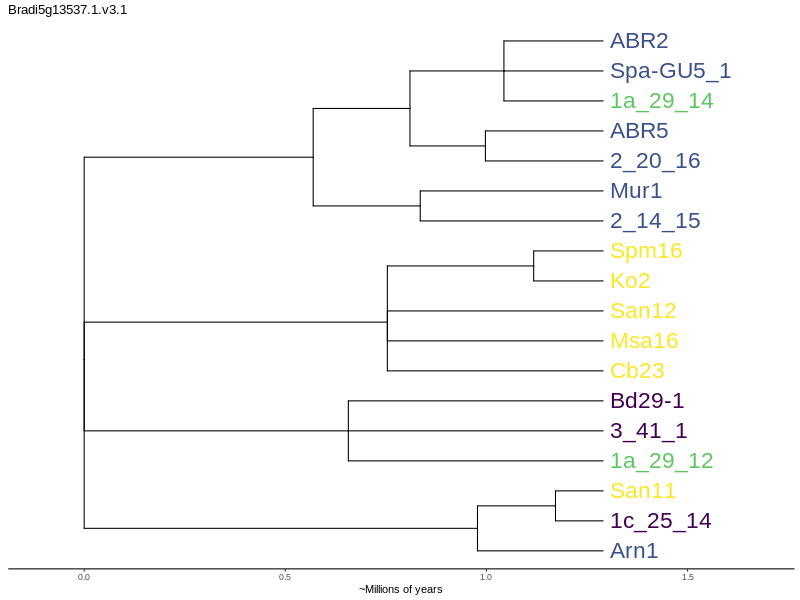 Bradi5g13537.1.v3.1
ABR2
Spa-GU5_1
1a_29_14
ABR5
2_20_16
Mur1
2_14_15
Spm16
Ko2
San12
Msa16
Cb23
Bd29-1
3_41_1
1a_29_12
San11
1c_25_14
Arn1
0.0 0.5 1.0 1.5
~Millions of years